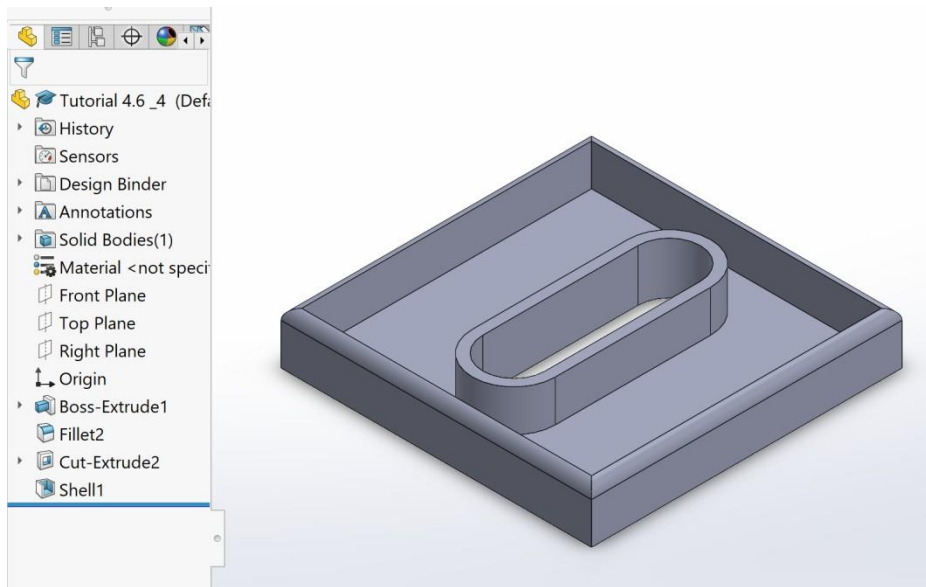 Tutorial 4.6 _4 (Defa
History
Sensors
Design Binder
Annotations
Solid Bodies(1)
Material <not speci
Front Plane
Top Plane
Right Plane
Origin
Boss-Extrude1
Fillet2
Cut-Extrude2
Shell1